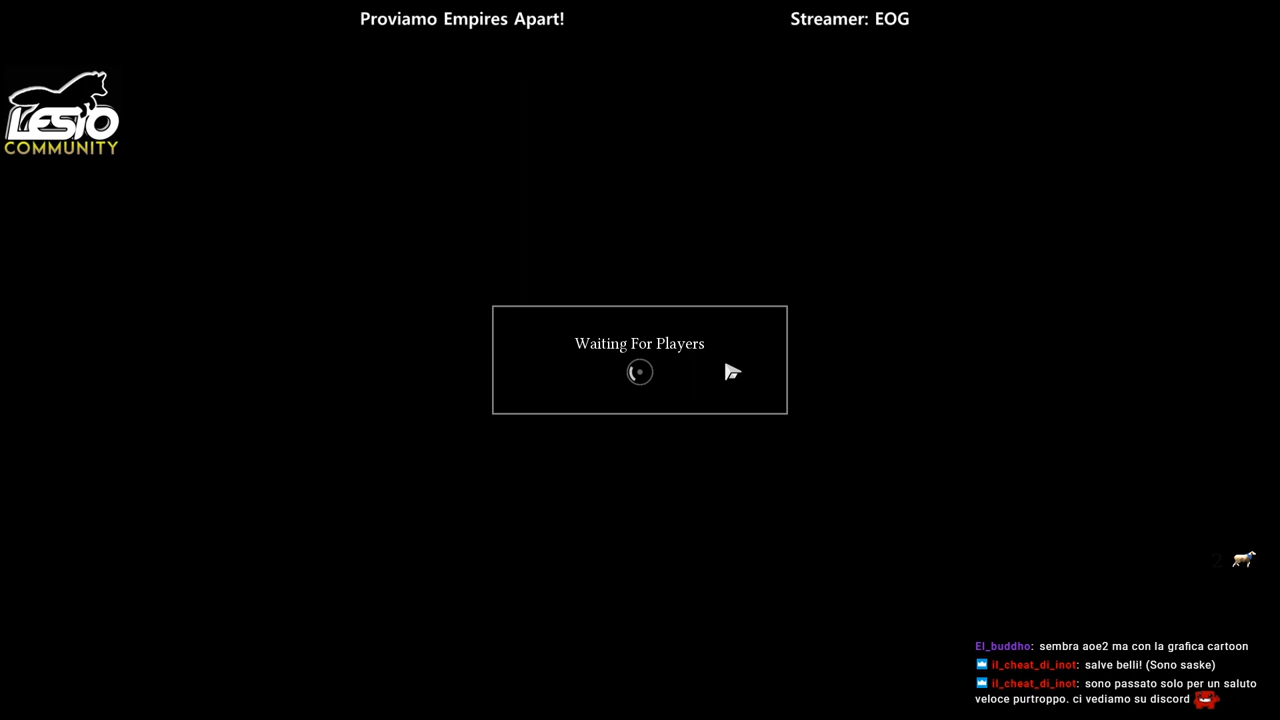 Proviamo Empires Apart!
Streamer: EOG
LESIO
COMMUNITY
Waiting For Players
2
El_buddho: sembra aoe2 ma con la grafica cartoon
il_cheat_di_inot: salve belli! (Sono saske)
il_cheat_di_inot: sono passato solo per un saluto
veloce purtroppo. ci vediamo su discord